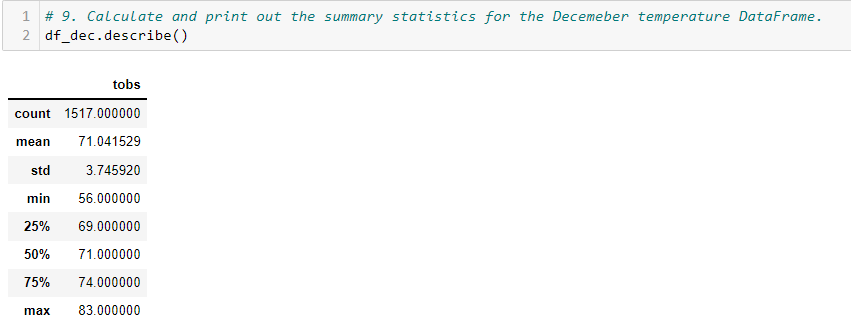 1 # 9. Calculate and print out the summary statistics for the Decemeber temperature DataFrame.
2 df_dec.describe()
tobs
count 1517.000000
mean 71.041529
std 3.745920
min 56.000000
25% 69.000000
50% 71.000000
75% 74.000000
max 83.000000